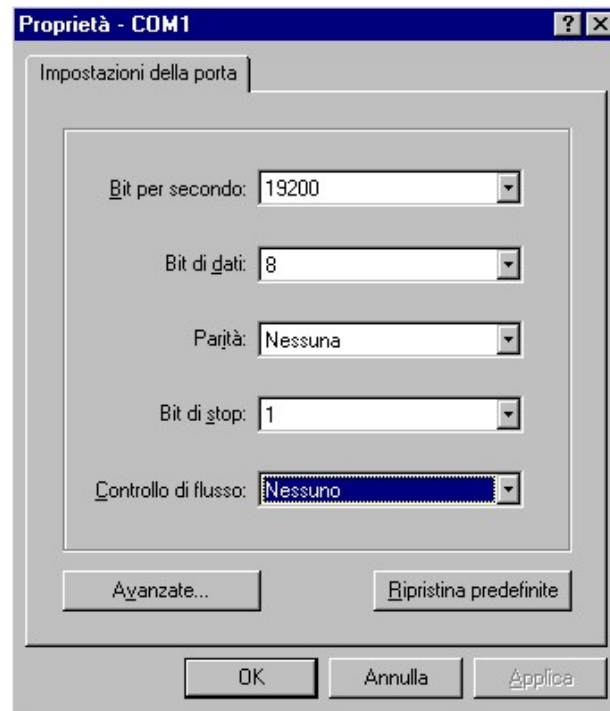 Proprietà - COM1
Impostazioni della porta
Bit per secondo: 19200
Bit di dati: 8
Parità: Nessuna
Bit di stop: 1
Controllo di flusso: Nessuno
Avanzate... Ripristina predefinite
OK Annulla Applica